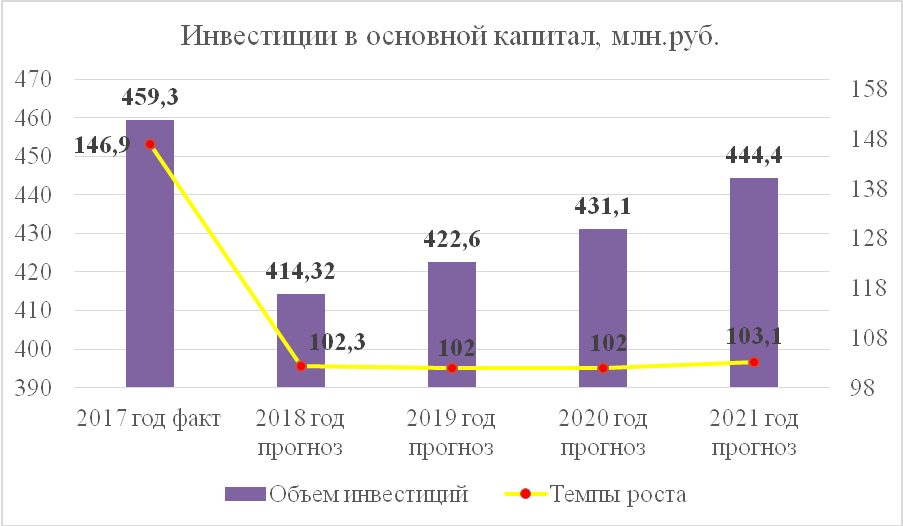 Инвестиции в основной капитал, млн.руб.
470
460
450
440
430
420
410
400
390
158
148
138
128
118
108
98
459,3
414,32
422,6
431,1
444,4
146,9
102,3
102
102
103,1
2017 год факт
2018 год
прогноз
2019 год
прогноз
2020 год
прогноз
2021 год
прогноз
Объем инвестиций
Темпы роста